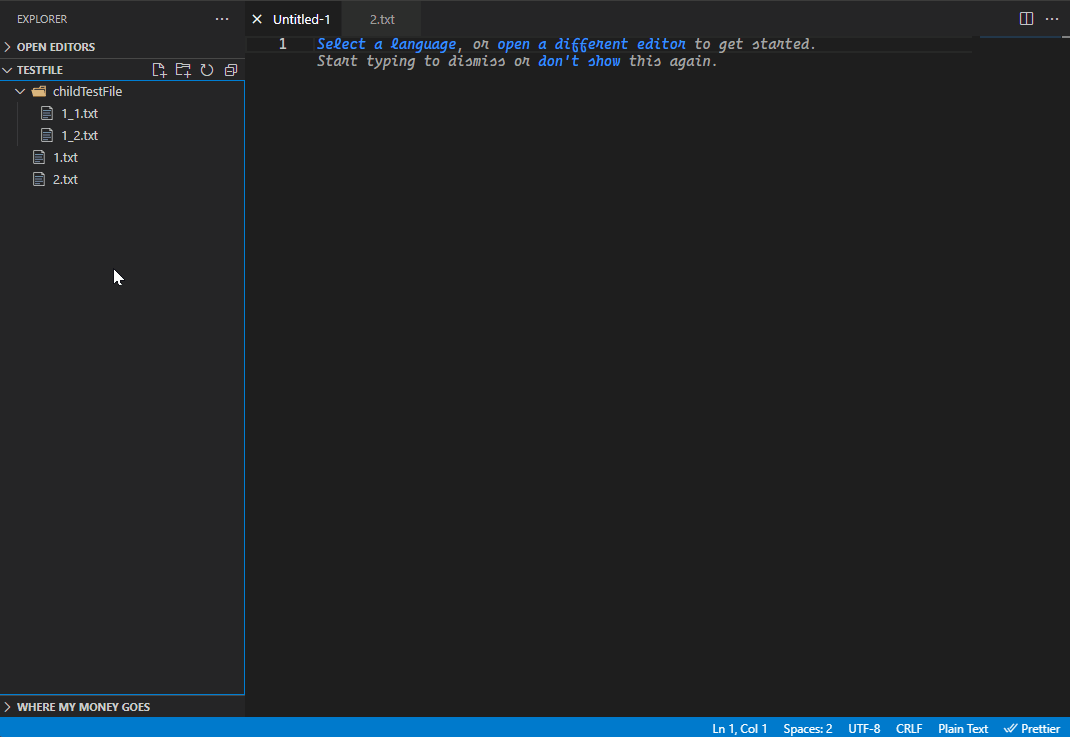 EXPLORER
Untitled-1
2.txt
OPEN EDITORS
TESTFILE
childTestFile
1_1.txt
1_2.txt
1.txt
2.txt
WHERE MY MONEY GOES
1
Select a language, or open a different editor to get started.
Start typing to dismiss or don't show this again.
Ln 1, Col 1
Spaces: 2
UTF-8
CRLF
Plain Text
Prettier